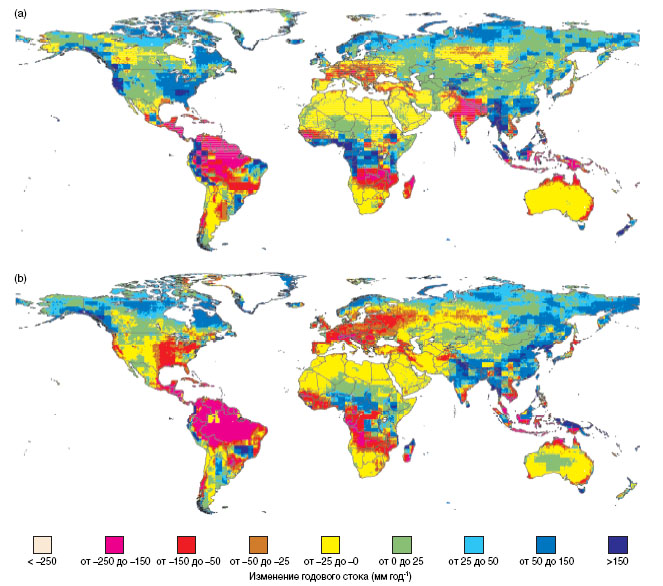 (a)
(b)
< –250
от –250 до –150
от –150 до –50
от –50 до –25
от –25 до –0
от 0 до 25
от 25 до 50
от 50 до 150
>150
Изменение годового стока (мм год⁻¹)